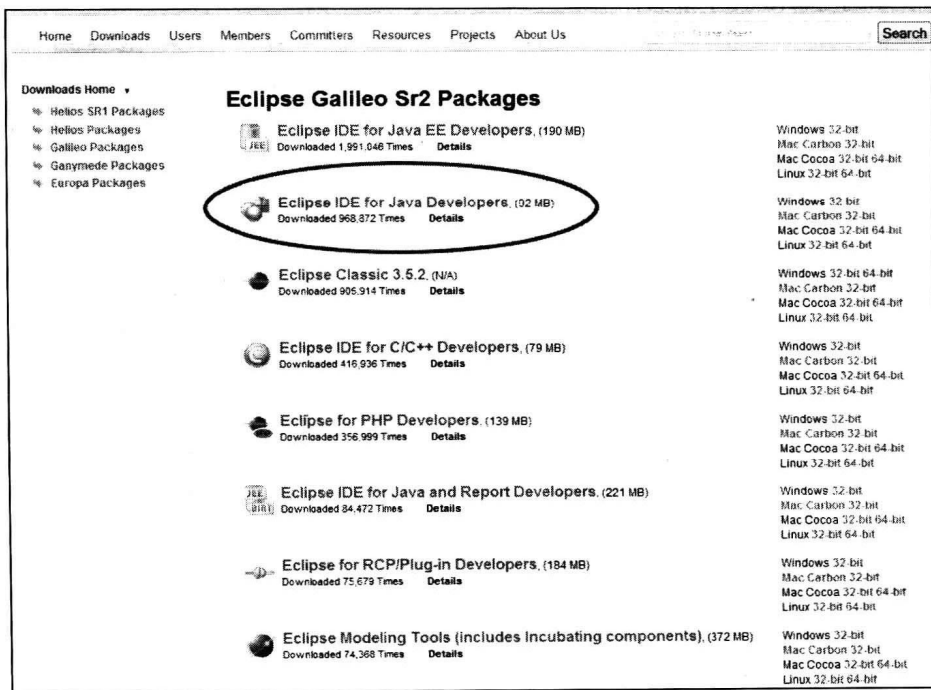 Home Downloads Users Members Committers Resources Projects About Us Search
Downloads Home
Helios SR1 Packages
Helios Packages
Galileo Packages
Ganymede Packages
Europa Packages
Eclipse Galileo Sr2 Packages
Eclipse IDE for Java EE Developers, (190 MB)
Downloaded 1,991,046 Times Details
Windows 32-bit
Mac Carbon 32-bit
Mac Cocoa 32-bit 64-bit
Linux 32-bit 64-bit
Eclipse IDE for Java Developers, (92 MB)
Downloaded 968,872 Times Details
Windows 32-bit
Mac Carbon 32-bit
Mac Cocoa 32-bit 64-bit
Linux 32-bit 64-bit
Eclipse Classic 3.5.2, (N/A)
Downloaded 905,914 Times Details
Windows 32-bit 64-bit
Mac Carbon 32-bit
Mac Cocoa 32-bit 64-bit
Linux 32-bit 64-bit
Eclipse IDE for C/C++ Developers, (79 MB)
Downloaded 416,936 Times Details
Windows 32-bit
Mac Carbon 32-bit
Mac Cocoa 32-bit 64-bit
Linux 32-bit 64-bit
Eclipse for PHP Developers, (139 MB)
Downloaded 356,999 Times Details
Windows 32-bit
Mac Carbon 32-bit
Mac Cocoa 32-bit 64-bit
Linux 32-bit 64-bit
JEE
BIRT
Eclipse IDE for Java and Report Developers, (221 MB)
Downloaded 84,472 Times Details
Windows 32-bit
Mac Carbon 32-bit
Mac Cocoa 32-bit 64-bit
Linux 32-bit 64-bit
Eclipse for RCP/Plug-in Developers, (184 MB)
Downloaded 75,679 Times Details
Windows 32-bit
Mac Carbon 32-bit
Mac Cocoa 32-bit 64-bit
Linux 32-bit 64-bit
Eclipse Modeling Tools (includes Incubating components), (372 MB)
Downloaded 74,368 Times Details
Windows 32-bit
Mac Carbon 32-bit
Mac Cocoa 32-bit 64-bit
Linux 32-bit 64-bit